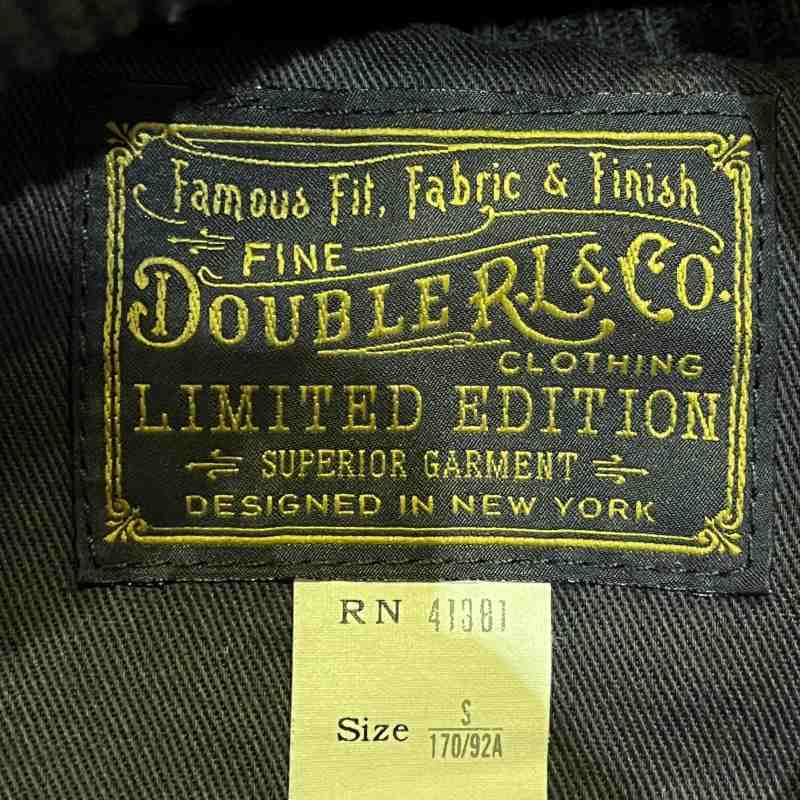 Famous Fit, Fabric & Finish
FINE
DOUBLE R.L & Co.
CLOTHING
LIMITED EDITION
SUPERIOR GARMENT
DESIGNED IN NEW YORK
RN 41381
Size S
170/92A